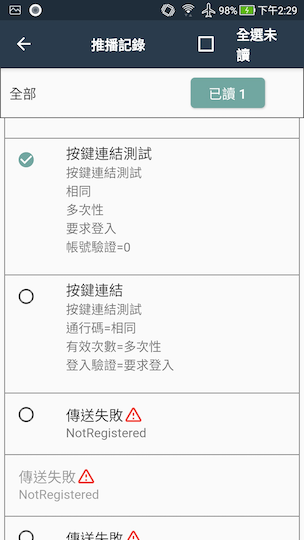 98% 下午2:29
推播記錄
全選未
讀
全部
已讀 1
按鍵連結測試
按鍵連結測試
相同
多次性
要求登入
帳號驗證=0
按鍵連結
按鍵連結測試
通行碼=相同
有效次數=多次性
登入驗證=要求登入
傳送失敗
NotRegistered
傳送失敗
NotRegistered
傳送失敗